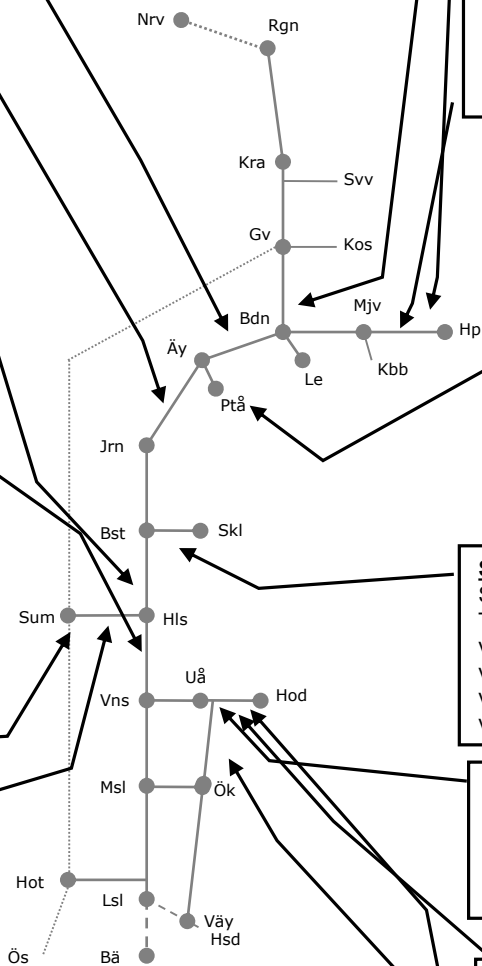 Nrv
Rgn
Kra
Svv
Gv
Kos
Mjv
Bdn
Hp
Äy
Kbb
Le
Ptå
Jrn
Bst
Skl
Sum
Hls
Uå
Vns
Hod
Msl
Ök
Hot
Lsl
Väy
Hsd
Ös
Bä